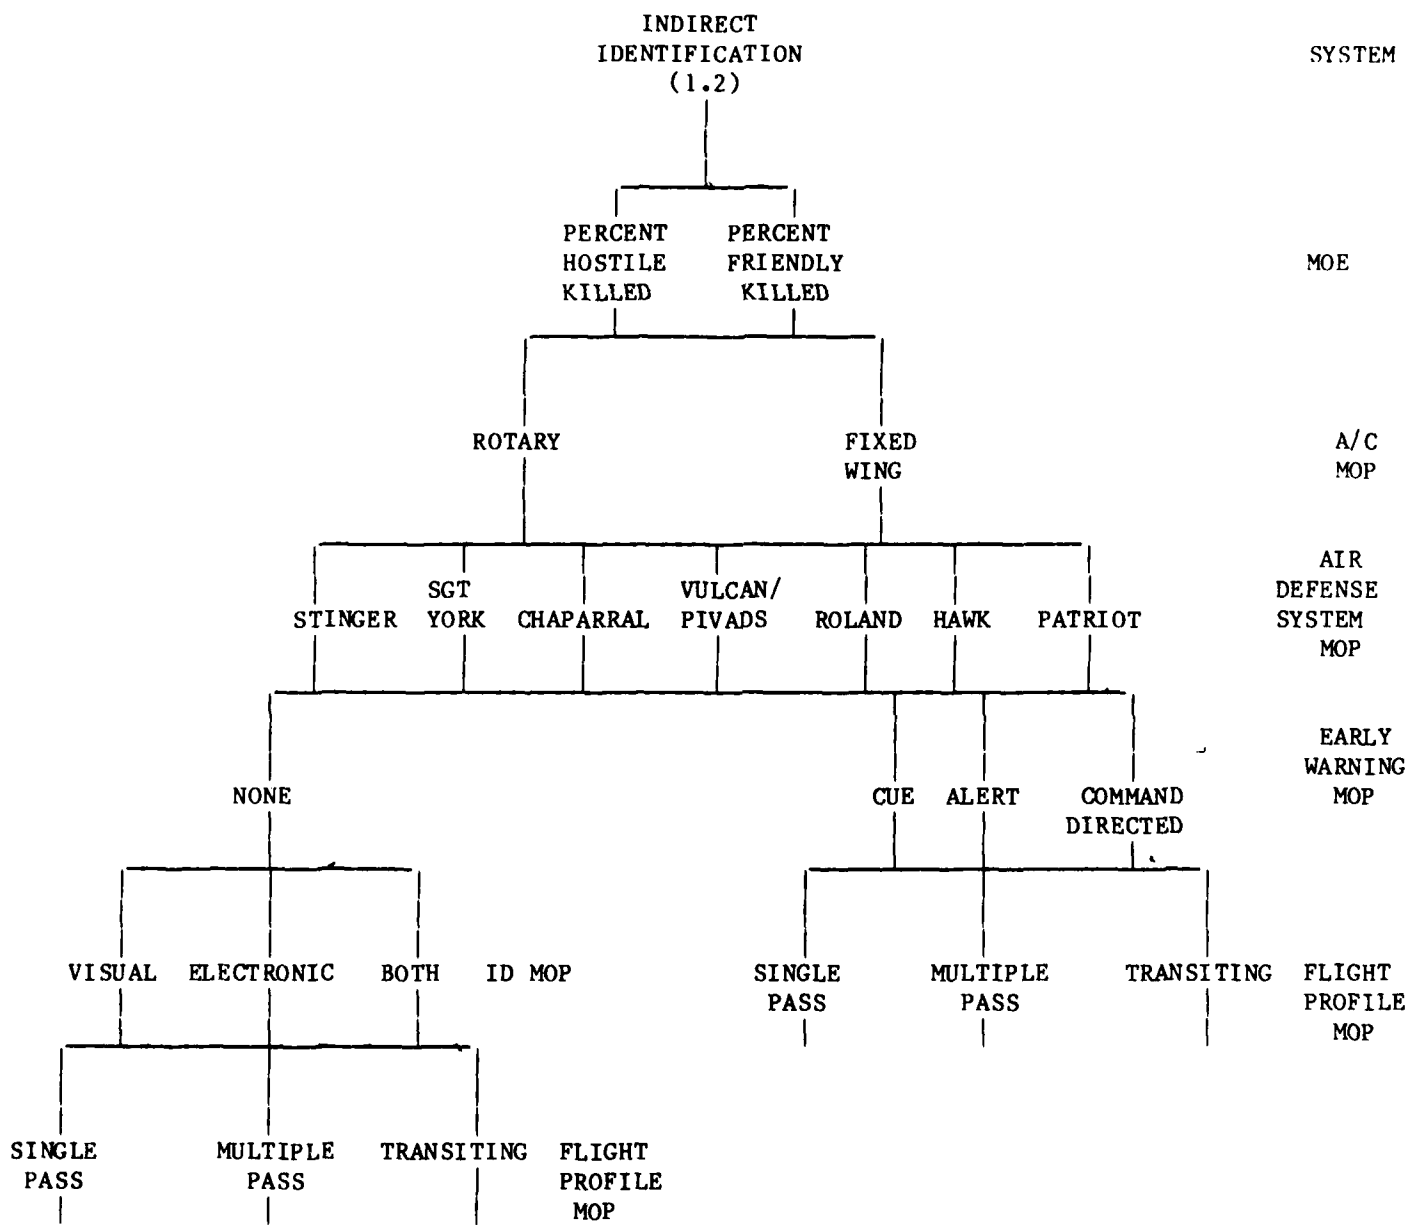 INDIRECT
IDENTIFICATION
(1.2)
SYSTEM
PERCENT
HOSTILE
KILLED
PERCENT
FRIENDLY
KILLED
MOE
ROTARY
FIXED
WING
A/C
MOP
STINGER
SGT
YORK
CHAPARRAL
VULCAN/
PIVADS
ROLAND
HAWK
PATRIOT
AIR
DEFENSE
SYSTEM
MOP
NONE
CUE
ALERT
COMMAND
DIRECTED
EARLY
WARNING
MOP
VISUAL
ELECTRONIC
BOTH
ID MOP
SINGLE
PASS
MULTIPLE
PASS
TRANSITING
FLIGHT
PROFILE
MOP
SINGLE
PASS
MULTIPLE
PASS
TRANSITING
FLIGHT
PROFILE
MOP